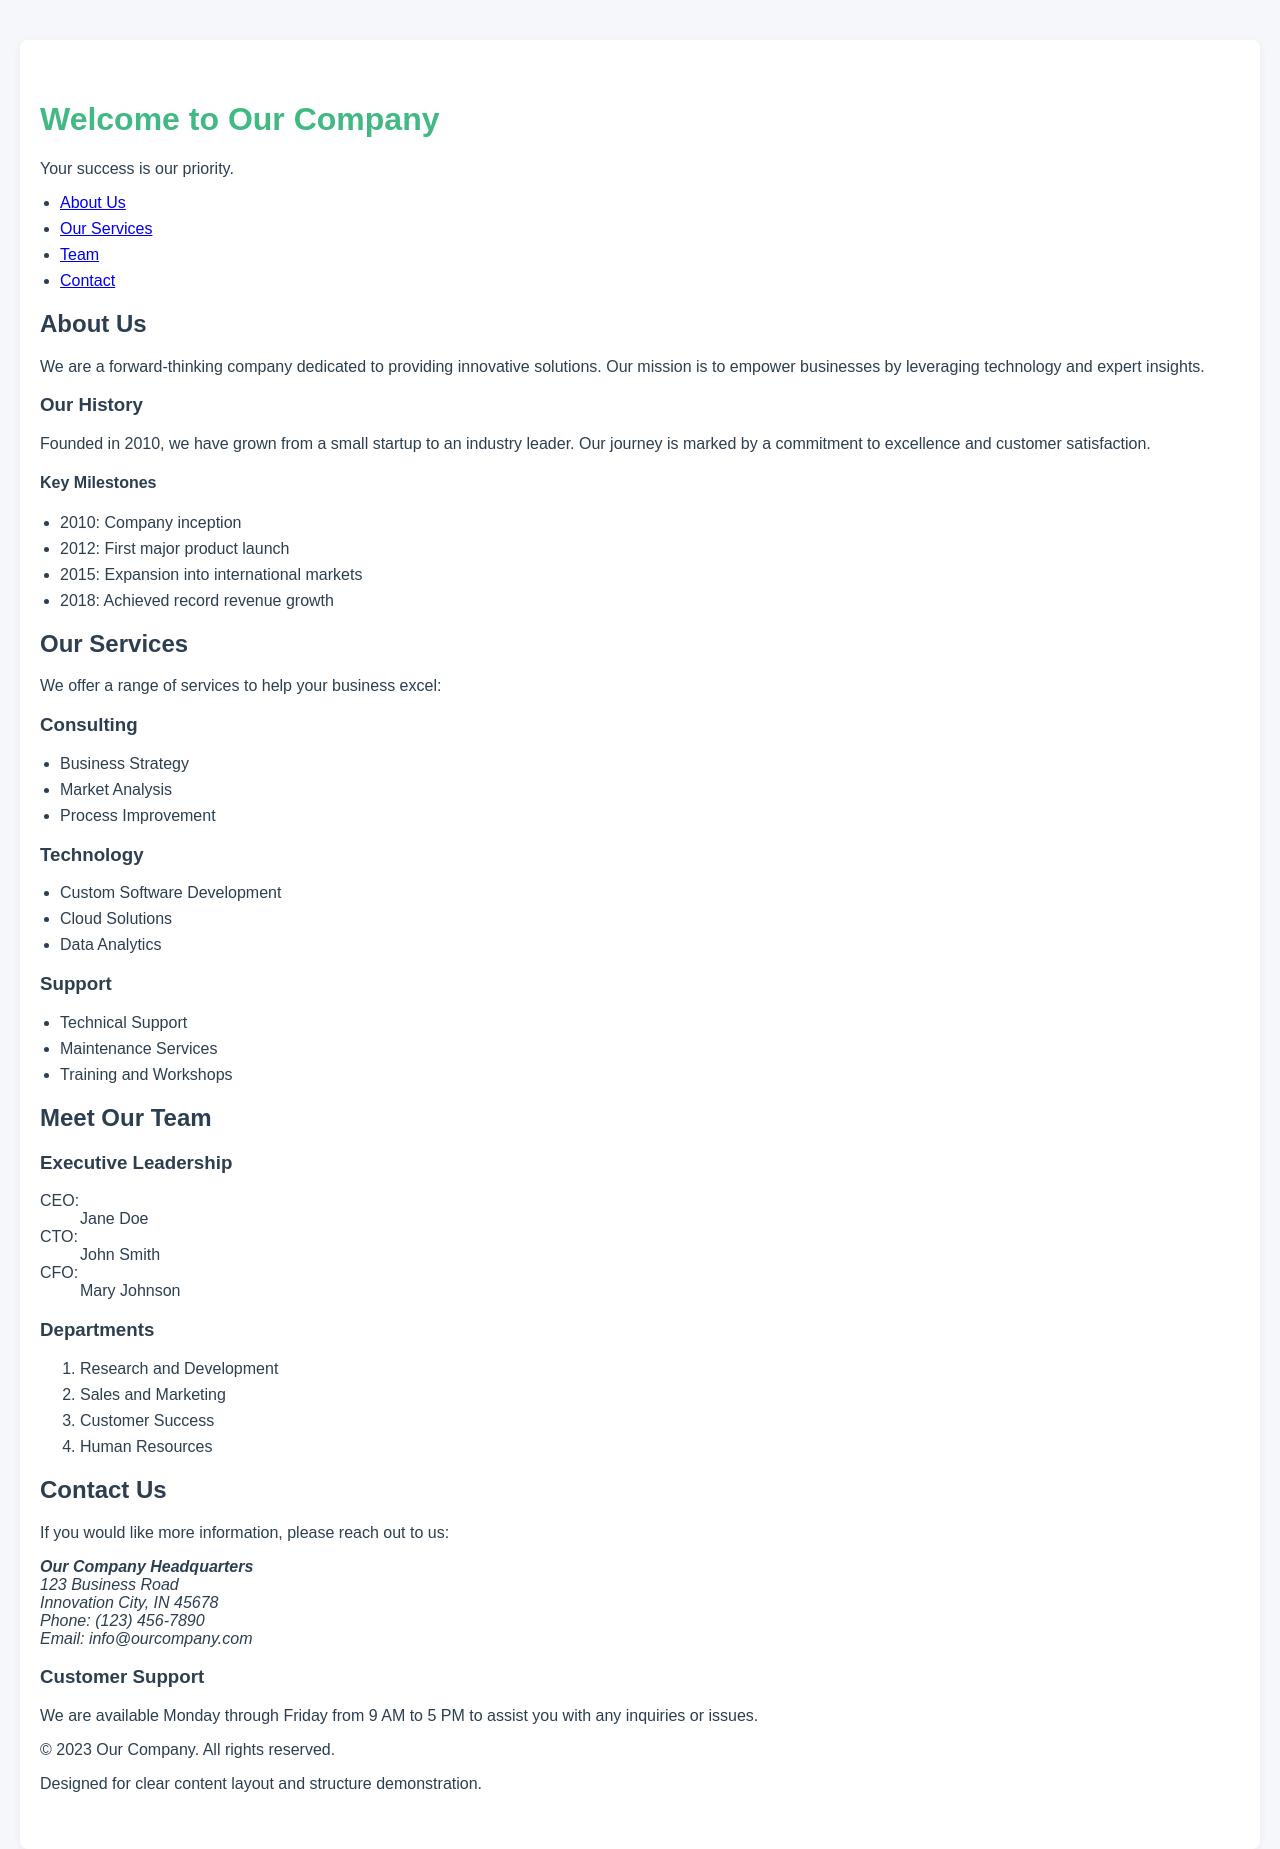 Welcome to Our Company
Your success is our priority.
About Us
Our Services
Team
Contact
About Us
We are a forward-thinking company dedicated to providing innovative solutions. Our mission is to empower businesses by leveraging technology and expert insights.
Our History
Founded in 2010, we have grown from a small startup to an industry leader. Our journey is marked by a commitment to excellence and customer satisfaction.
Key Milestones
2010: Company inception
2012: First major product launch
2015: Expansion into international markets
2018: Achieved record revenue growth
Our Services
We offer a range of services to help your business excel:
Consulting
Business Strategy
Market Analysis
Process Improvement
Technology
Custom Software Development
Cloud Solutions
Data Analytics
Support
Technical Support
Maintenance Services
Training and Workshops
Meet Our Team
Executive Leadership
CEO:
Jane Doe
CTO:
John Smith
CFO:
Mary Johnson
Departments
1. Research and Development
2. Sales and Marketing
3. Customer Success
4. Human Resources
Contact Us
If you would like more information, please reach out to us:
Our Company Headquarters
123 Business Road
Innovation City, IN 45678
Phone: (123) 456-7890
Email: info@ourcompany.com
Customer Support
We are available Monday through Friday from 9 AM to 5 PM to assist you with any inquiries or issues.
© 2023 Our Company. All rights reserved.
Designed for clear content layout and structure demonstration.